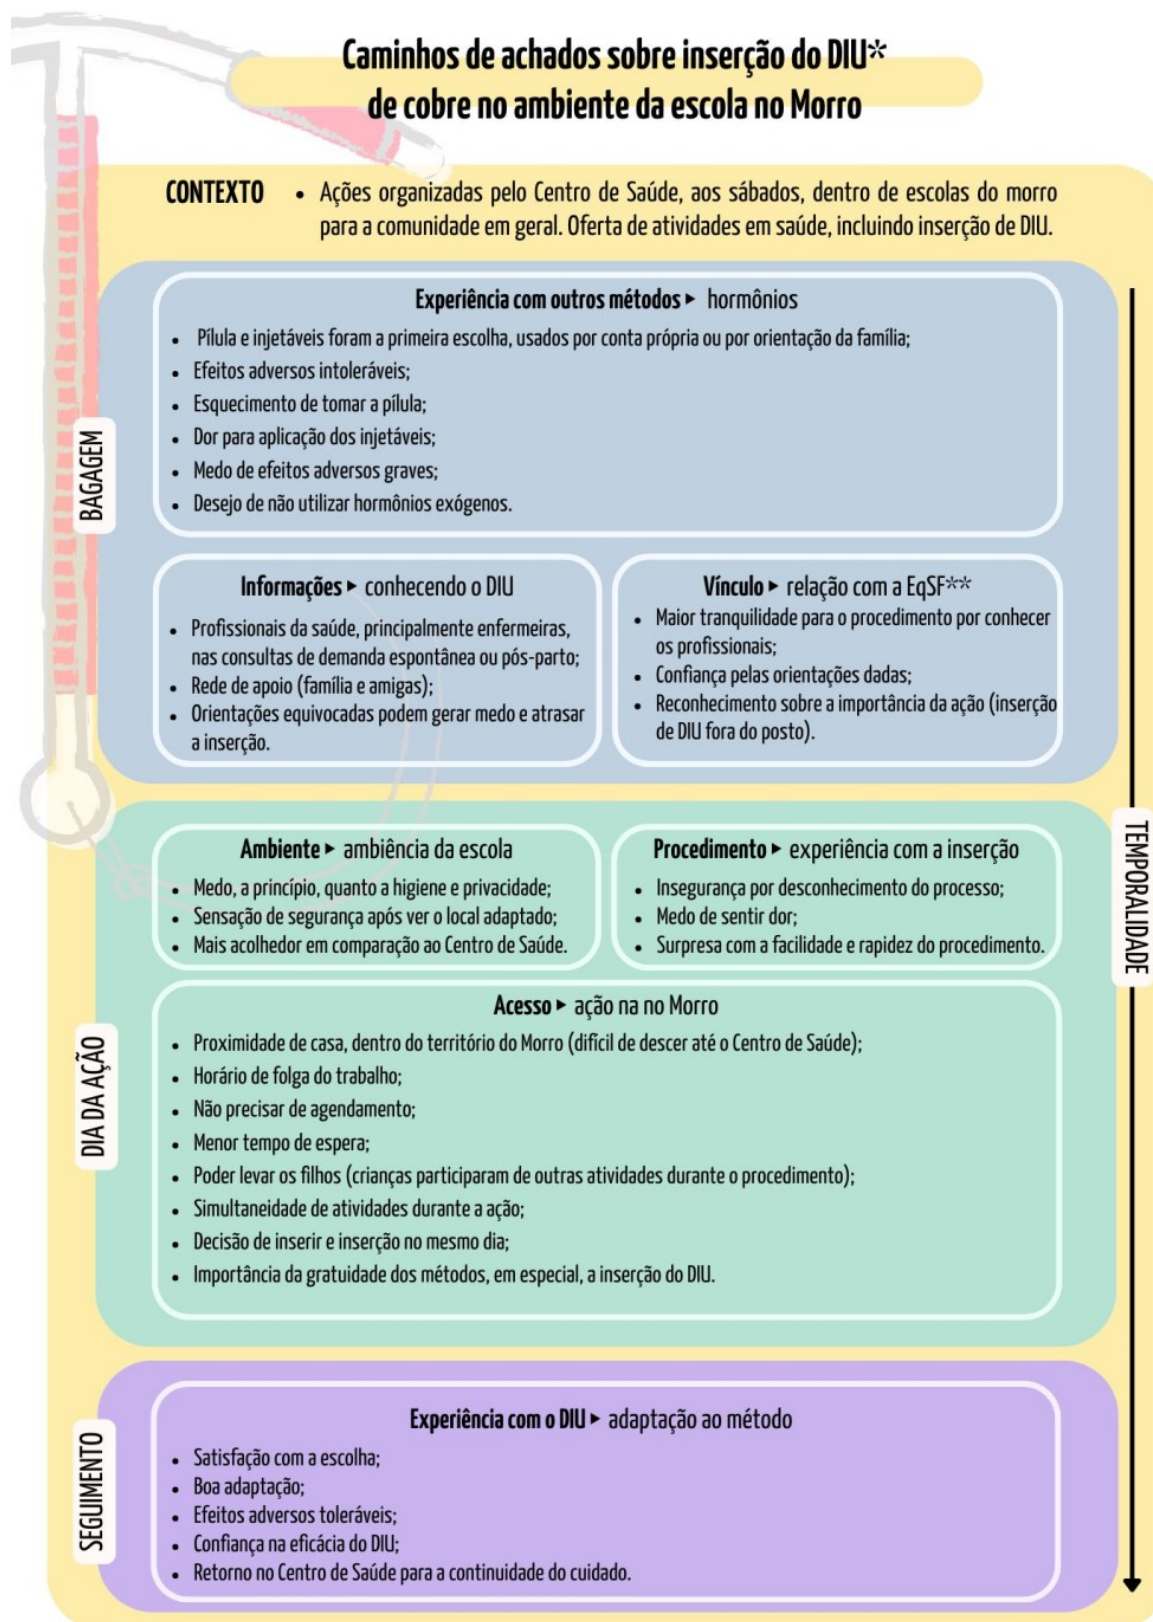 Caminhos de achados sobre inserção do DIU*
de cobre no ambiente da escola no Morro
CONTEXTO
• Ações organizadas pelo Centro de Saúde, aos sábados, dentro de escolas do morro
para a comunidade em geral. Oferta de atividades em saúde, incluindo inserção de DIU.
BAGAGEM
Experiência com outros métodos ▸ hormônios
• Pílula e injetáveis foram a primeira escolha, usados por conta própria ou por orientação da família;
• Efeitos adversos intoleráveis;
• Esquecimento de tomar a pílula;
• Dor para aplicação dos injetáveis;
• Medo de efeitos adversos graves;
• Desejo de não utilizar hormônios exógenos.
Informações ▸ conhecendo o DIU
• Profissionais da saúde, principalmente enfermeiras,
nas consultas de demanda espontânea ou pós-parto;
• Rede de apoio (família e amigas);
• Orientações equivocadas podem gerar medo e atrasar
a inserção.
Vínculo ▸ relação com a EqSF**
• Maior tranquilidade para o procedimento por conhecer
os profissionais;
• Confiança pelas orientações dadas;
• Reconhecimento sobre a importância da ação (inserção
de DIU fora do posto).
TEMPORALIDADE
DIA DA AÇÃO
Ambiente ▸ ambiência da escola
• Medo, a princípio, quanto a higiene e privacidade;
• Sensação de segurança após ver o local adaptado;
• Mais acolhedor em comparação ao Centro de Saúde.
Procedimento ▸ experiência com a inserção
• Insegurança por desconhecimento do processo;
• Medo de sentir dor;
• Surpresa com a facilidade e rapidez do procedimento.
Acesso ▸ ação na no Morro
• Proximidade de casa, dentro do território do Morro (difícil de descer até o Centro de Saúde);
• Horário de folga do trabalho;
• Não precisar de agendamento;
• Menor tempo de espera;
• Poder levar os filhos (crianças participaram de outras atividades durante o procedimento);
• Simultaneidade de atividades durante a ação;
• Decisão de inserir e inserção no mesmo dia;
• Importância da gratuidade dos métodos, em especial, a inserção do DIU.
SEGUIMENTO
Experiência com o DIU ▸ adaptação ao método
• Satisfação com a escolha;
• Boa adaptação;
• Efeitos adversos toleráveis;
• Confiança na eficácia do DIU;
• Retorno no Centro de Saúde para a continuidade do cuidado.